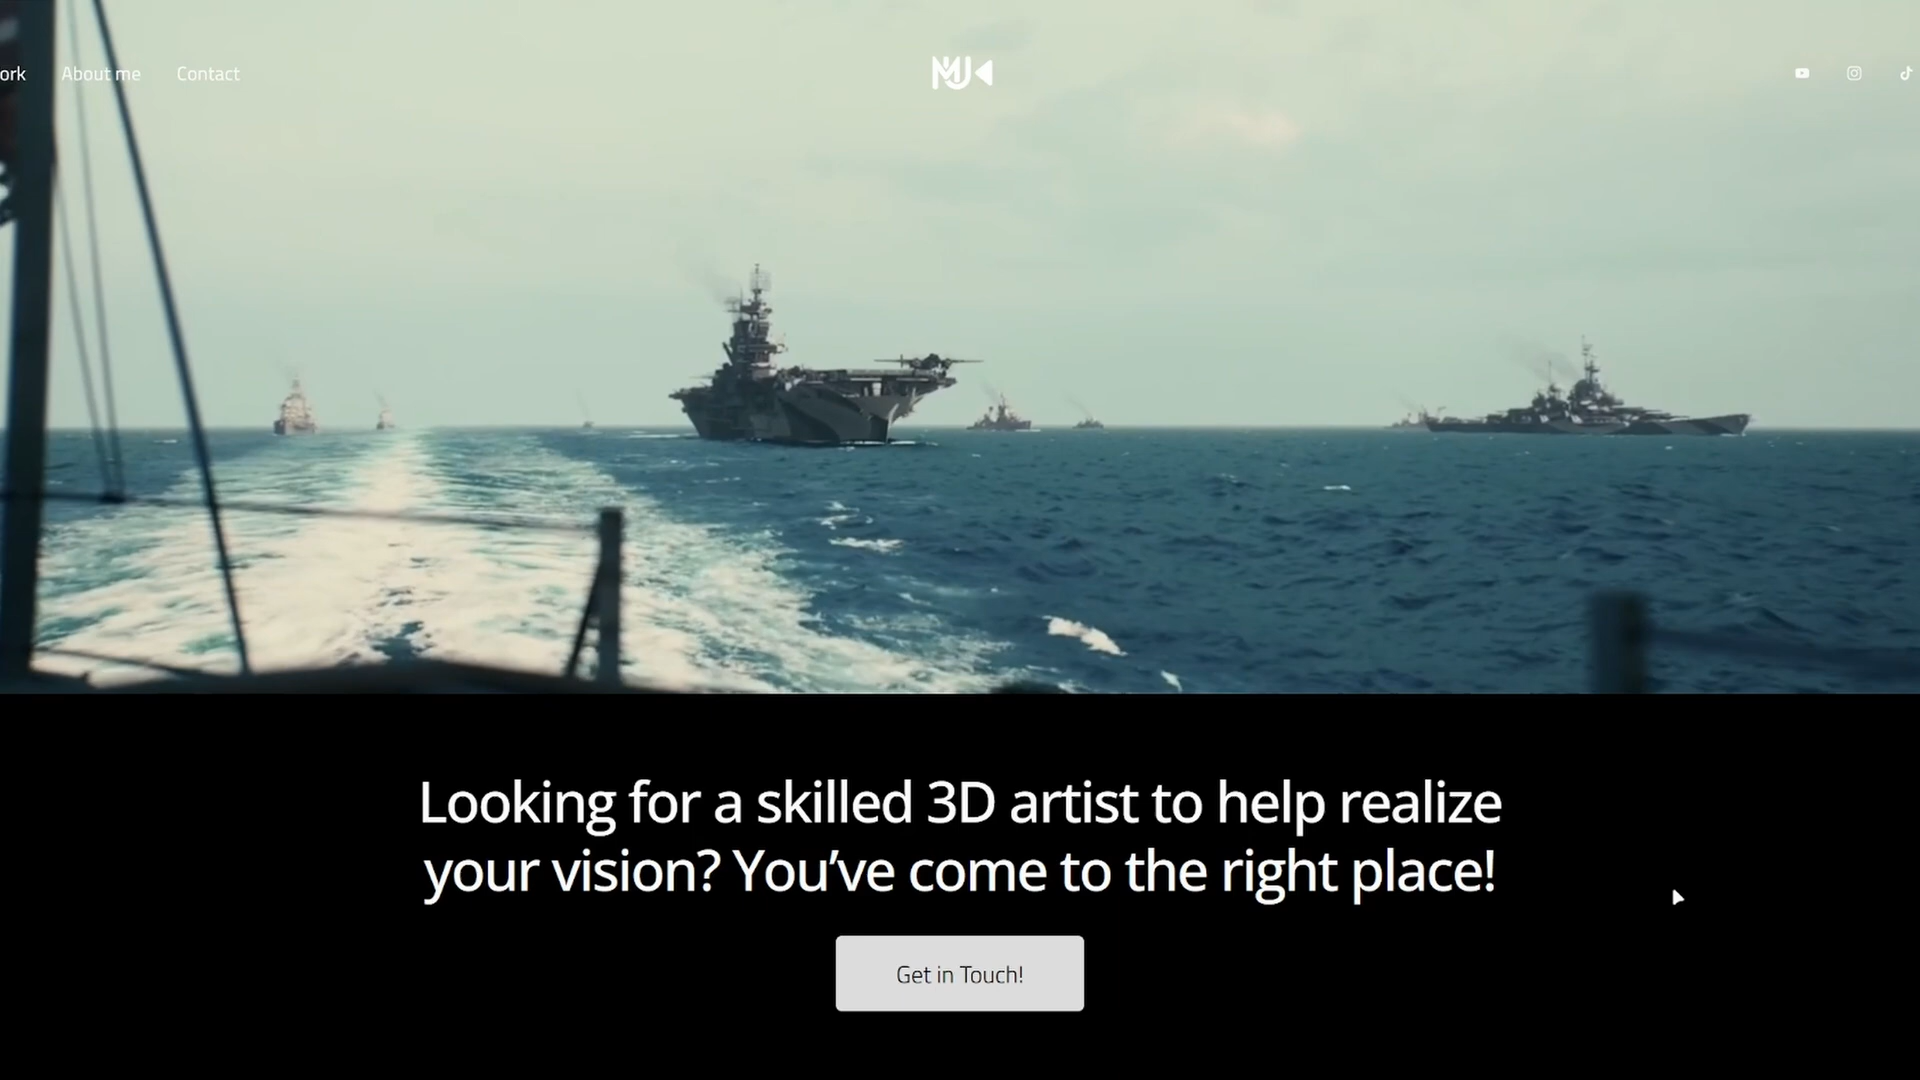 ork About me Contact
MJ
Looking for a skilled 3D artist to help realize
your vision? You’ve come to the right place!
Get in Touch!